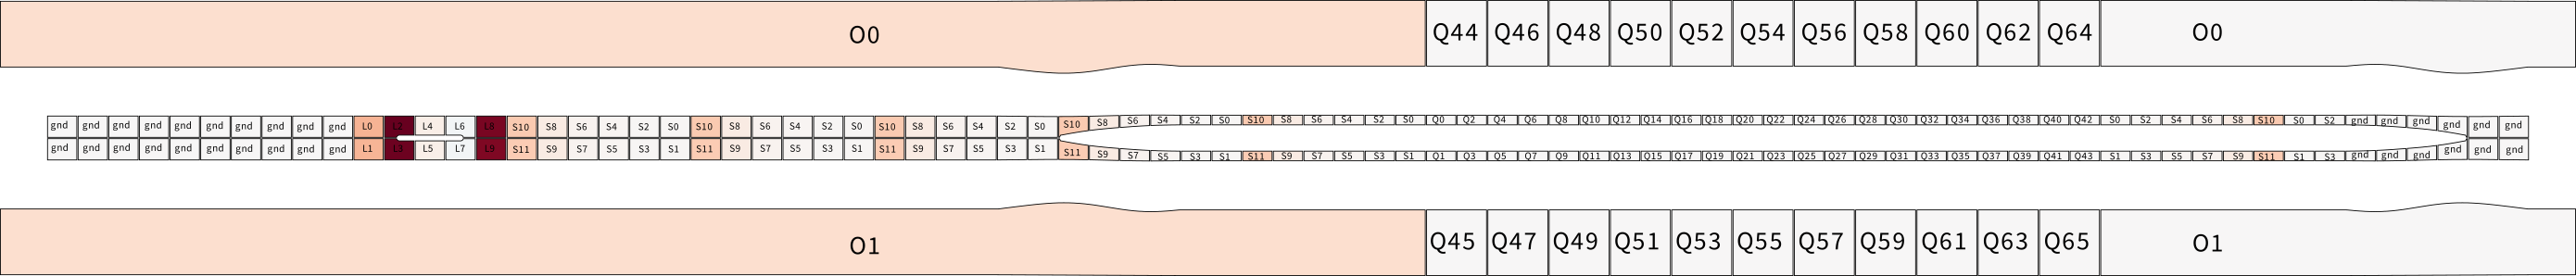 O0 Q44 Q46 Q48 Q50 Q52 Q54 Q56 Q58 Q60 Q62 Q64 O0
gnd gnd gnd gnd gnd gnd gnd gnd gnd gnd L0 L2 L4 L6 L8 S10 S8 S6 S4 S2 S0 S10 S8 S6 S4 S2 S0 S10 S8 S6 S4 S2 S0 S10 S8 S6 S4 S2 S0 S10 S8 S6 S4 S2 S0 Q0 Q2 Q4 Q6 Q8 Q10 Q12 Q14 Q16 Q18 Q20 Q22 Q24 Q26 Q28 Q30 Q32 Q34 Q36 Q38 Q40 Q42 S0 S2 S4 S6 S8 S10 S0 S2 gnd gnd gnd gnd gnd gnd
gnd gnd gnd gnd gnd gnd gnd gnd gnd gnd L1 L3 L5 L7 L9 S11 S9 S7 S5 S3 S1 S11 S9 S7 S5 S3 S1 S11 S9 S7 S5 S3 S1 S11 S9 S7 S5 S3 S1 S11 S9 S7 S5 S3 S1 Q1 Q3 Q5 Q7 Q9 Q11 Q13 Q15 Q17 Q19 Q21 Q23 Q25 Q27 Q29 Q31 Q33 Q35 Q37 Q39 Q41 Q43 S1 S3 S5 S7 S9 S11 S1 S3 gnd gnd gnd gnd gnd gnd
O1 Q45 Q47 Q49 Q51 Q53 Q55 Q57 Q59 Q61 Q63 Q65 O1